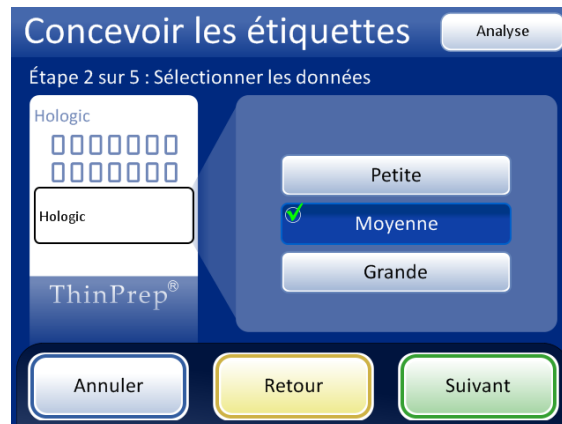 Concevoir les étiquettes
Analyse
Étape 2 sur 5 : Sélectionner les données
Hologic
Hologic
ThinPrep®
Petite
Moyenne
Grande
Annuler
Retour
Suivant